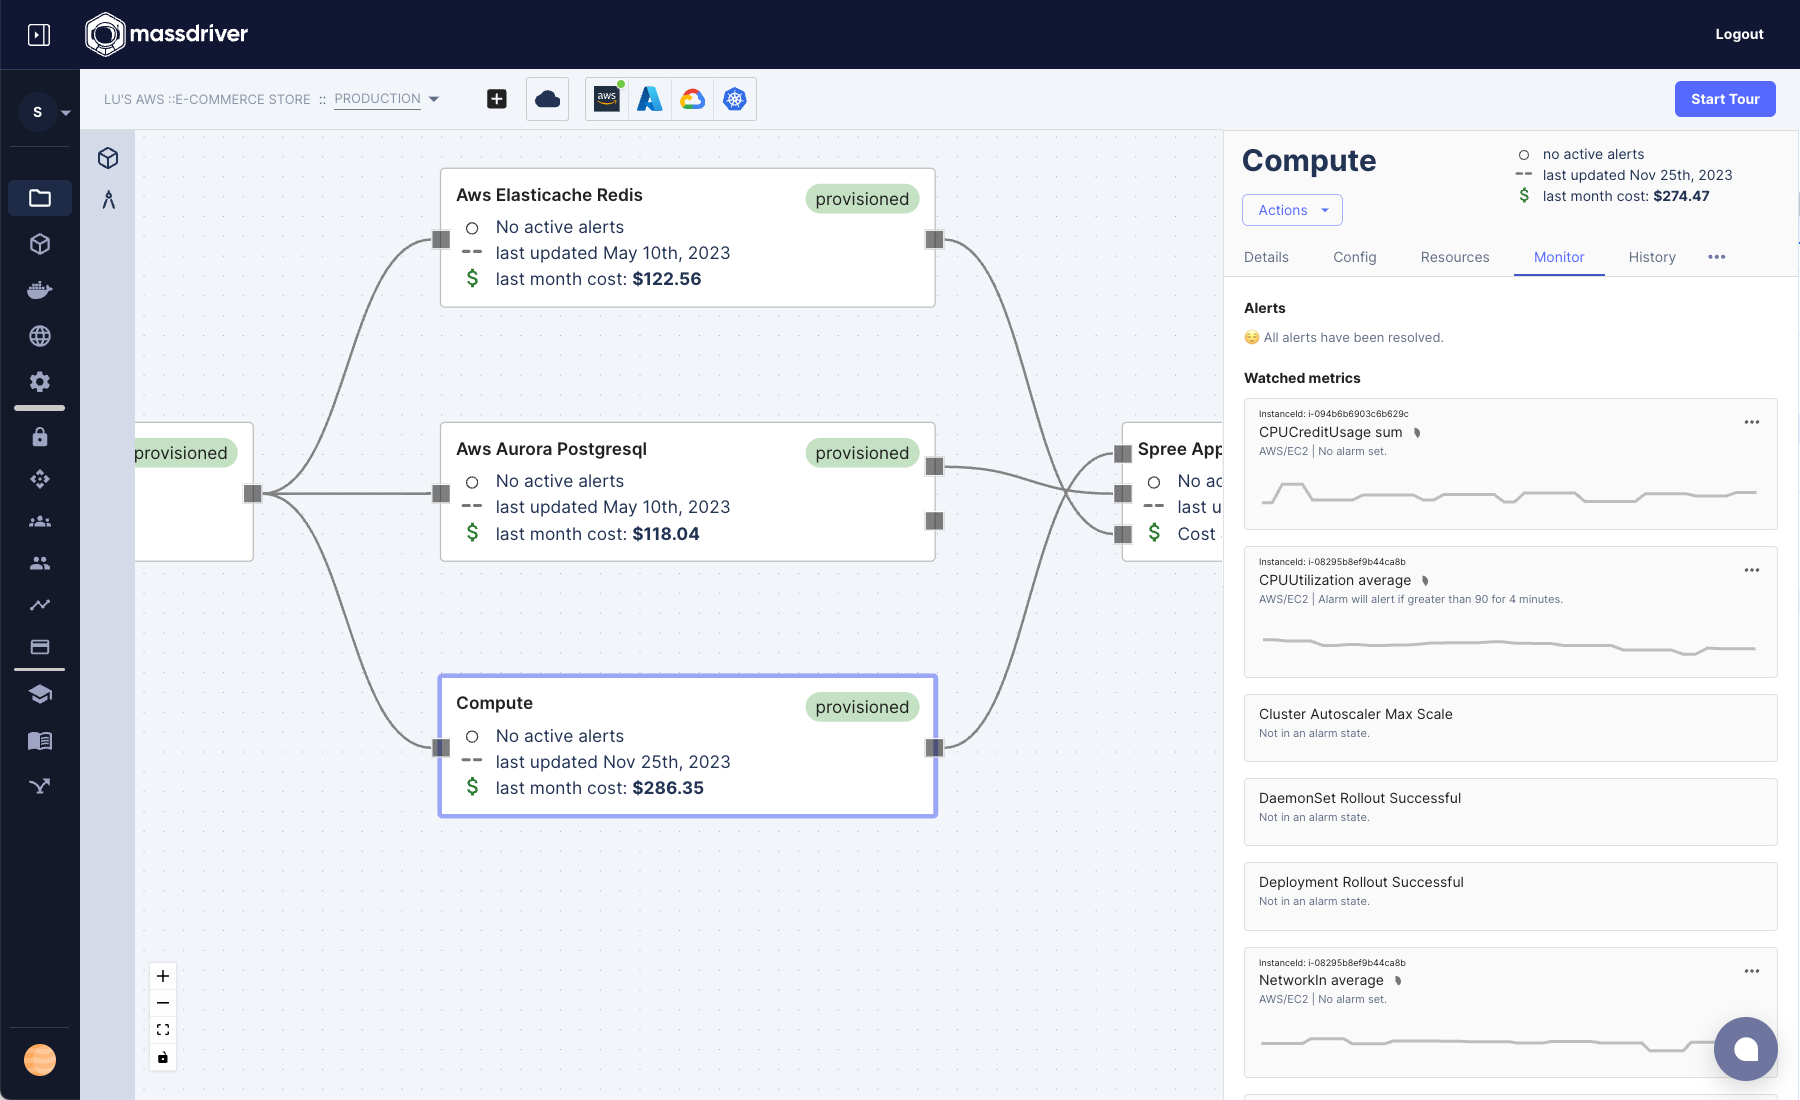 massdriver
Logout
S
LU'S AWS ::E-COMMERCE STORE :: PRODUCTION
aws
Start Tour
Aws Elasticache Redis
provisioned
No active alerts
last updated May 10th, 2023
$ last month cost: $122.56
provisioned
Aws Aurora Postgresql
provisioned
No active alerts
last updated May 10th, 2023
$ last month cost: $118.04
Spree App
No ac
last u
$ Cost
Compute
provisioned
No active alerts
last updated Nov 25th, 2023
$ last month cost: $286.35
Compute
no active alerts
last updated Nov 25th, 2023
$ last month cost: $274.47
Actions
Details Config Resources Monitor History
Alerts
All alerts have been resolved.
Watched metrics
InstanceId: i-094b6b6903c6b629c
CPUCreditUsage sum
AWS/EC2 | No alarm set.
InstanceId: i-08295b8ef9b44ca8b
CPUUtilization average
AWS/EC2 | Alarm will alert if greater than 90 for 4 minutes.
Cluster Autoscaler Max Scale
Not in an alarm state.
DaemonSet Rollout Successful
Not in an alarm state.
Deployment Rollout Successful
Not in an alarm state.
InstanceId: i-08295b8ef9b44ca8b
NetworkIn average
AWS/EC2 | No alarm set.